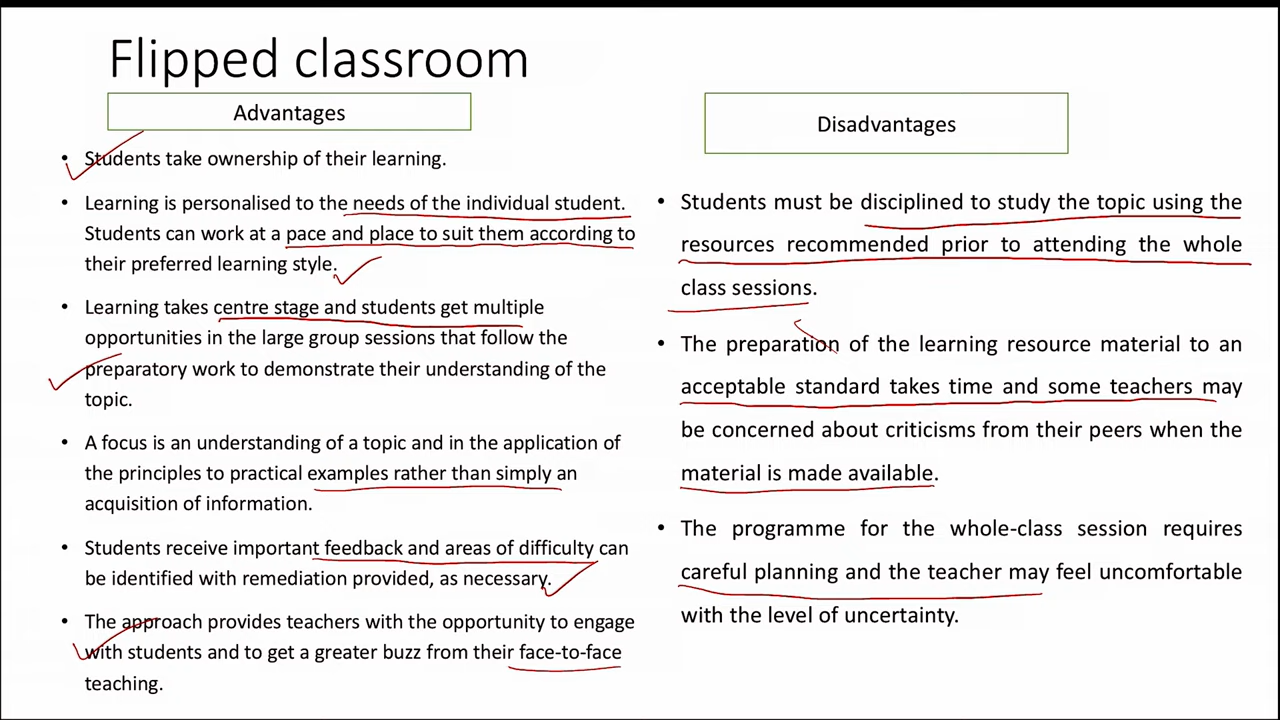 Flipped classroom
Advantages
• Students take ownership of their learning.
• Learning is personalised to the needs of the individual student.
Students can work at a pace and place to suit them according to
their preferred learning style.
• Learning takes centre stage and students get multiple
opportunities in the large group sessions that follow the
preparatory work to demonstrate their understanding of the
topic.
• A focus is an understanding of a topic and in the application of
the principles to practical examples rather than simply an
acquisition of information.
• Students receive important feedback and areas of difficulty can
be identified with remediation provided, as necessary.
• The approach provides teachers with the opportunity to engage
with students and to get a greater buzz from their face-to-face
teaching.
Disadvantages
• Students must be disciplined to study the topic using the
resources recommended prior to attending the whole
class sessions.
• The preparation of the learning resource material to an
acceptable standard takes time and some teachers may
be concerned about criticisms from their peers when the
material is made available.
• The programme for the whole-class session requires
careful planning and the teacher may feel uncomfortable
with the level of uncertainty.